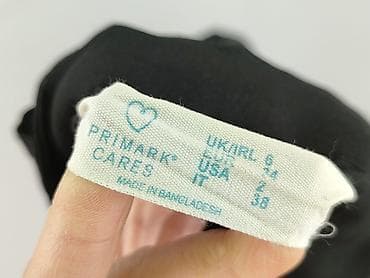 PRIMARK®
CARES
MADE IN BANGLADESH
UK/IRL 6
EUR 34
USA 2
IT 38